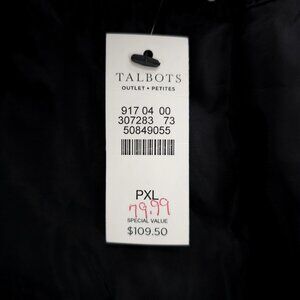 TALBOTS
OUTLET • PETITES
917 04 00
307283 73
50849055
PXL
79.99
SPECIAL VALUE
$109.50